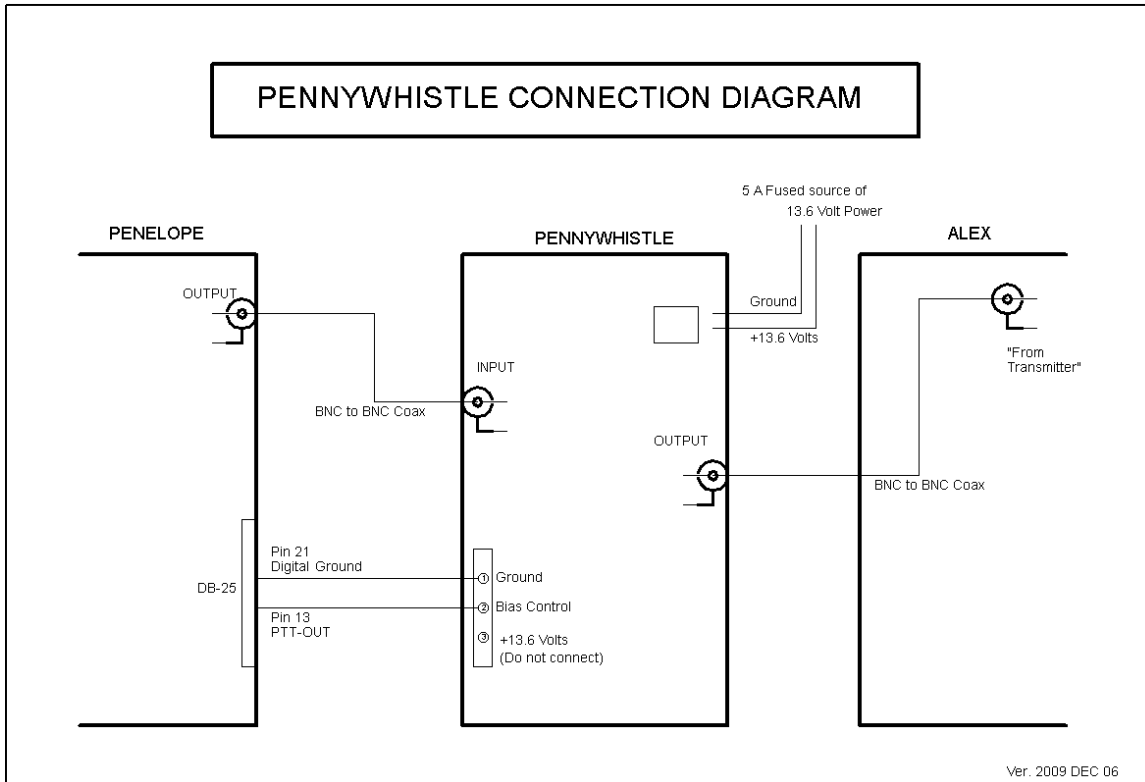 PENNYWHISTLE CONNECTION DIAGRAM
5 A Fused source of
13.6 Volt Power
PENELOPE
PENNYWHISTLE
ALEX
OUTPUT
Ground
+13.6 Volts
"From
Transmitter"
INPUT
BNC to BNC Coax
OUTPUT
BNC to BNC Coax
Pin 21
Digital Ground
DB-25
1 Ground
2 Bias Control
Pin 13
PTT-OUT
3 +13.6 Volts
(Do not connect)
Ver. 2009 DEC 06